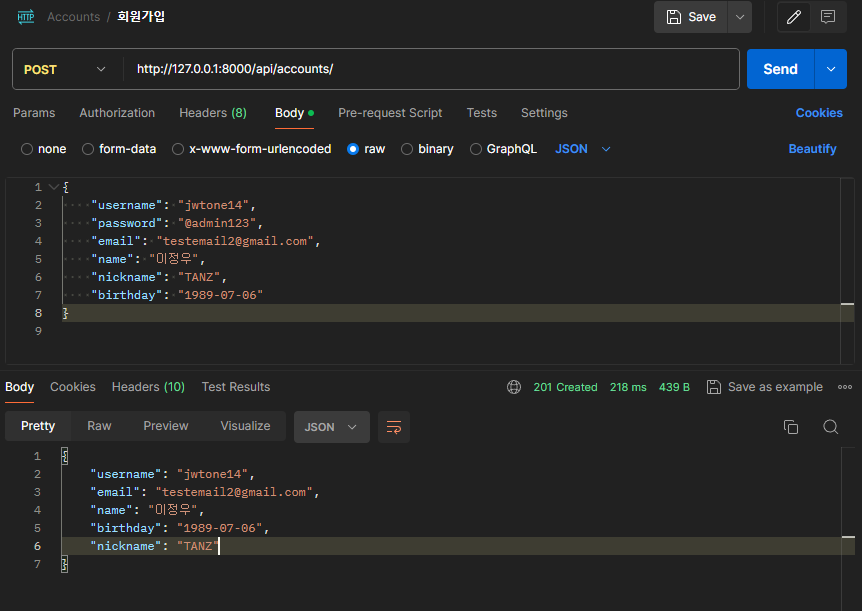 HTTP Accounts / 회원가입 Save
POST http://127.0.0.1:8000/api/accounts/ Send
Params Authorization Headers (8) Body Pre-request Script Tests Settings Cookies
none form-data x-www-form-urlencoded raw binary GraphQL JSON Beautify
1 {
2 "username": "jwtone14",
3 "password": "@admin123",
4 "email": "testemail2@gmail.com",
5 "name": "이정우",
6 "nickname": "TANZ",
7 "birthday": "1989-07-06"
8 }
9
Body Cookies Headers (10) Test Results 201 Created 218 ms 439 B Save as example
Pretty Raw Preview Visualize JSON
1 {
2 "username": "jwtone14",
3 "email": "testemail2@gmail.com",
4 "name": "이정우",
5 "birthday": "1989-07-06",
6 "nickname": "TANZ"
7 }